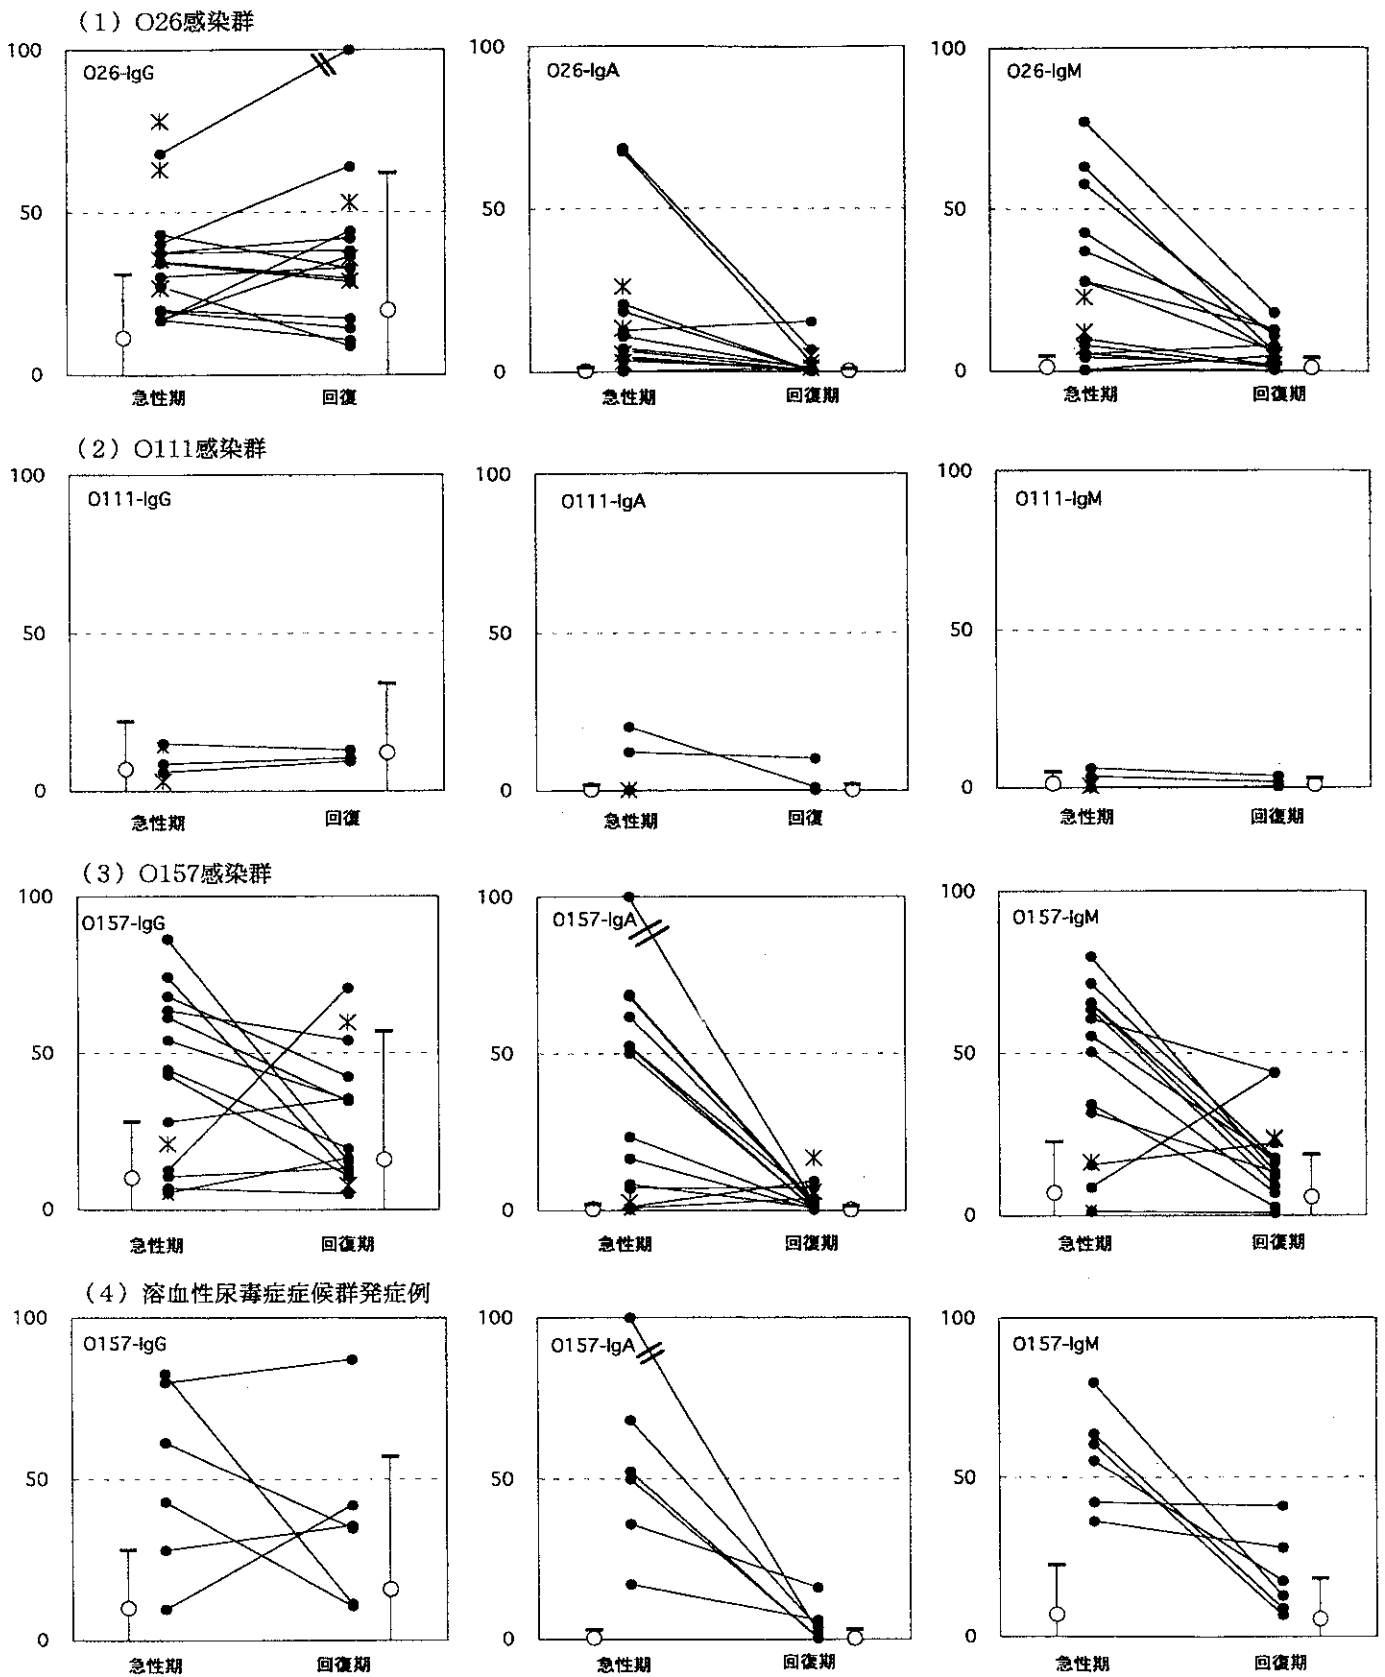 （1）O26感染群
100
50
0
O26-IgG
急性期
回復
100
50
0
O26-IgA
急性期
回復期
100
50
0
O26-IgM
急性期
回復期
（2）O111感染群
100
50
0
O111-IgG
急性期
回復
100
50
0
O111-IgA
急性期
回復
100
50
0
O111-IgM
急性期
回復期
（3）O157感染群
100
50
0
O157-IgG
急性期
回復期
100
50
0
O157-IgA
急性期
回復期
100
50
0
O157-IgM
急性期
回復期
（4）溶血性尿毒症症候群発症例
100
50
0
O157-IgG
急性期
回復期
100
50
0
O157-IgA
急性期
回復期
100
50
0
O157-IgM
急性期
回復期